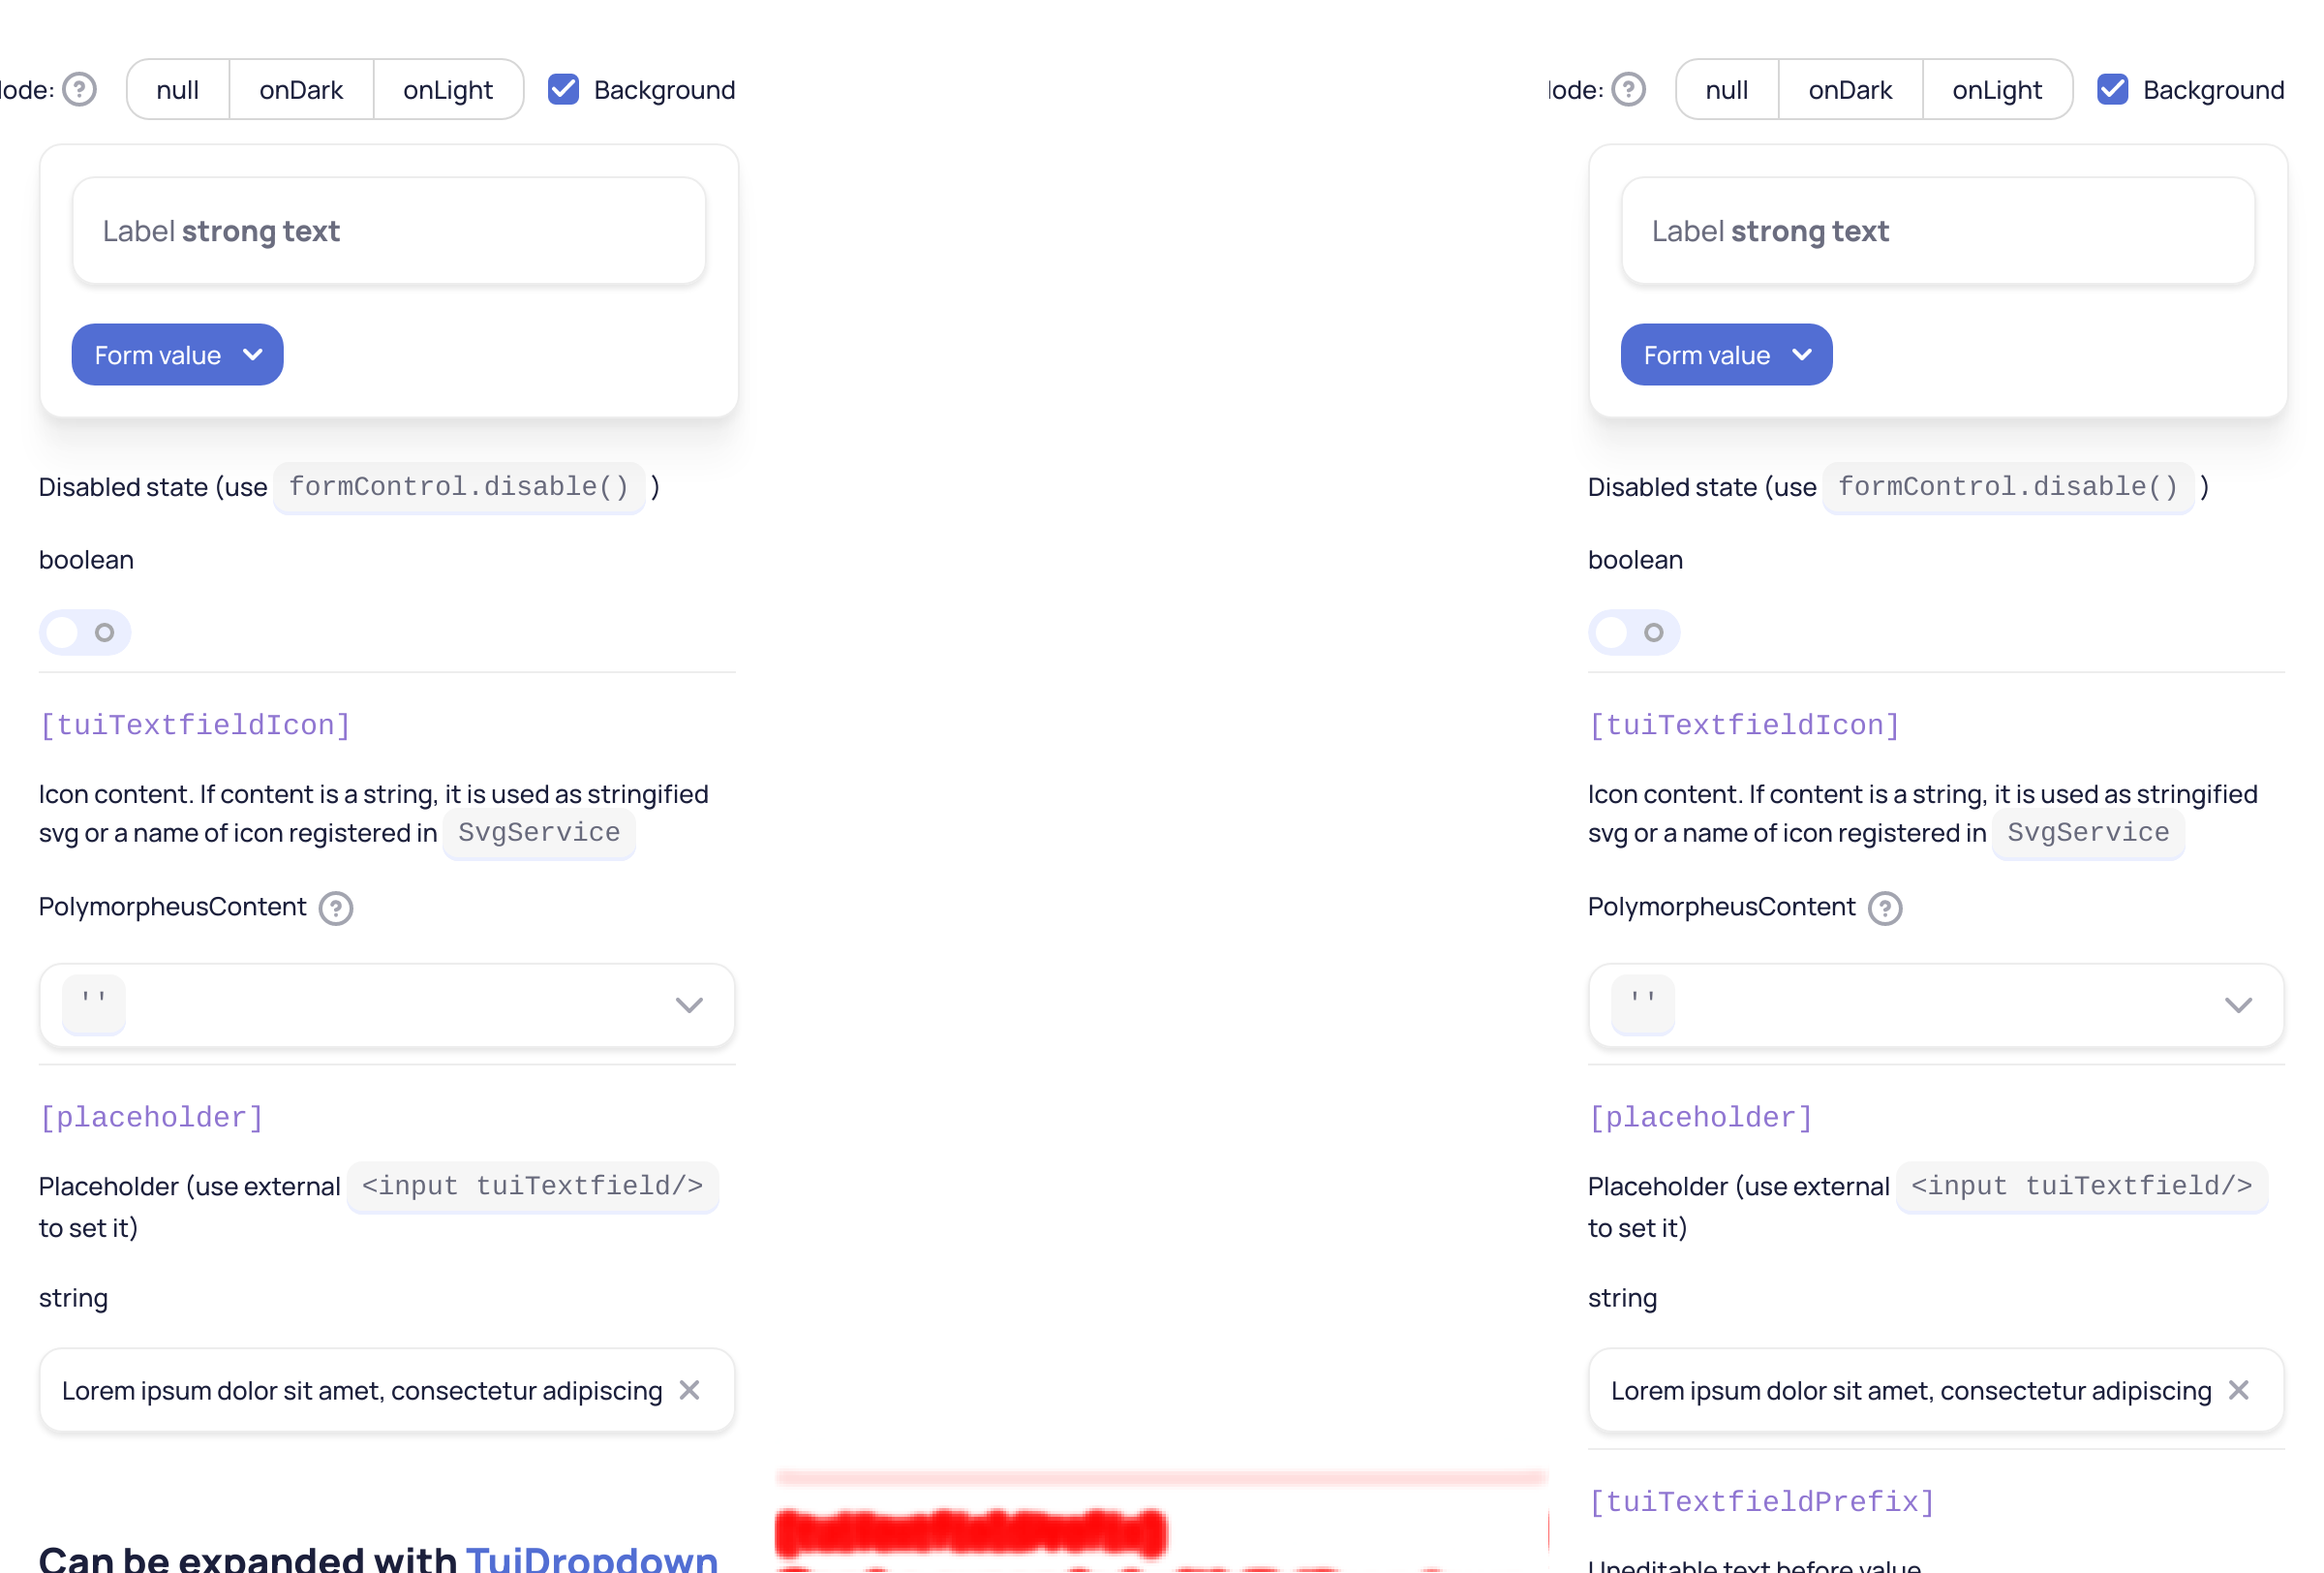 lode:
null
onDark
onLight
Background
Label strong text
Form value
Disabled state (use formControl.disable() )
boolean
[tuiTextfieldIcon]
Icon content. If content is a string, it is used as stringified
svg or a name of icon registered in SvgService
PolymorpheusContent
''
[placeholder]
Placeholder (use external <input tuiTextfield/>
to set it)
string
Lorem ipsum dolor sit amet, consectetur adipiscing
Can be expanded with TuiDropdown
lode:
null
onDark
onLight
Background
Label strong text
Form value
Disabled state (use formControl.disable() )
boolean
[tuiTextfieldIcon]
Icon content. If content is a string, it is used as stringified
svg or a name of icon registered in SvgService
PolymorpheusContent
''
[placeholder]
Placeholder (use external <input tuiTextfield/>
to set it)
string
Lorem ipsum dolor sit amet, consectetur adipiscing
[tuiTextfieldPrefix]
Uneditable text before value